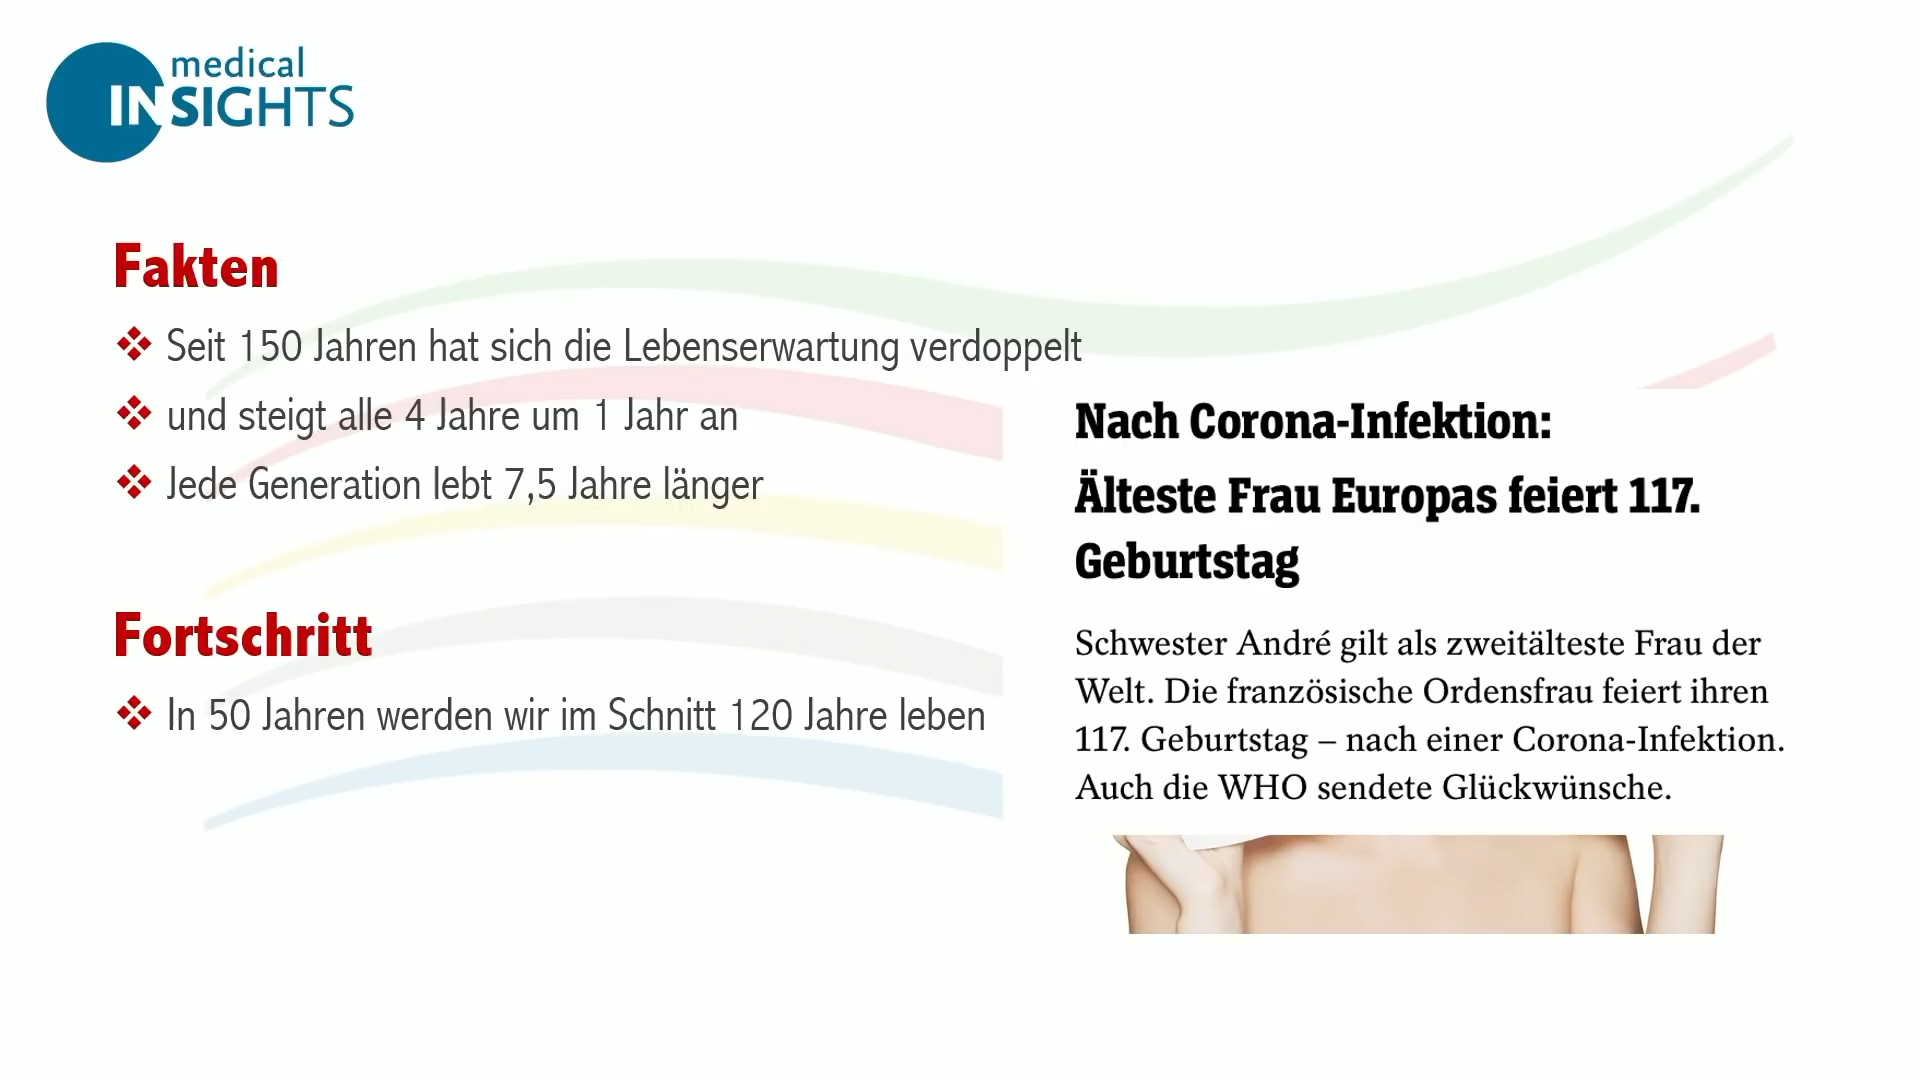 medical
INSIGHTS
Fakten
❖ Seit 150 Jahren hat sich die Lebenserwartung verdoppelt
❖ und steigt alle 4 Jahre um 1 Jahr an
❖ Jede Generation lebt 7,5 Jahre länger
Fortschritt
❖ In 50 Jahren werden wir im Schnitt 120 Jahre leben
Nach Corona-Infektion:
Älteste Frau Europas feiert 117.
Geburtstag
Schwester André gilt als zweitälteste Frau der
Welt. Die französische Ordensfrau feiert ihren
117. Geburtstag – nach einer Corona-Infektion.
Auch die WHO sendete Glückwünsche.